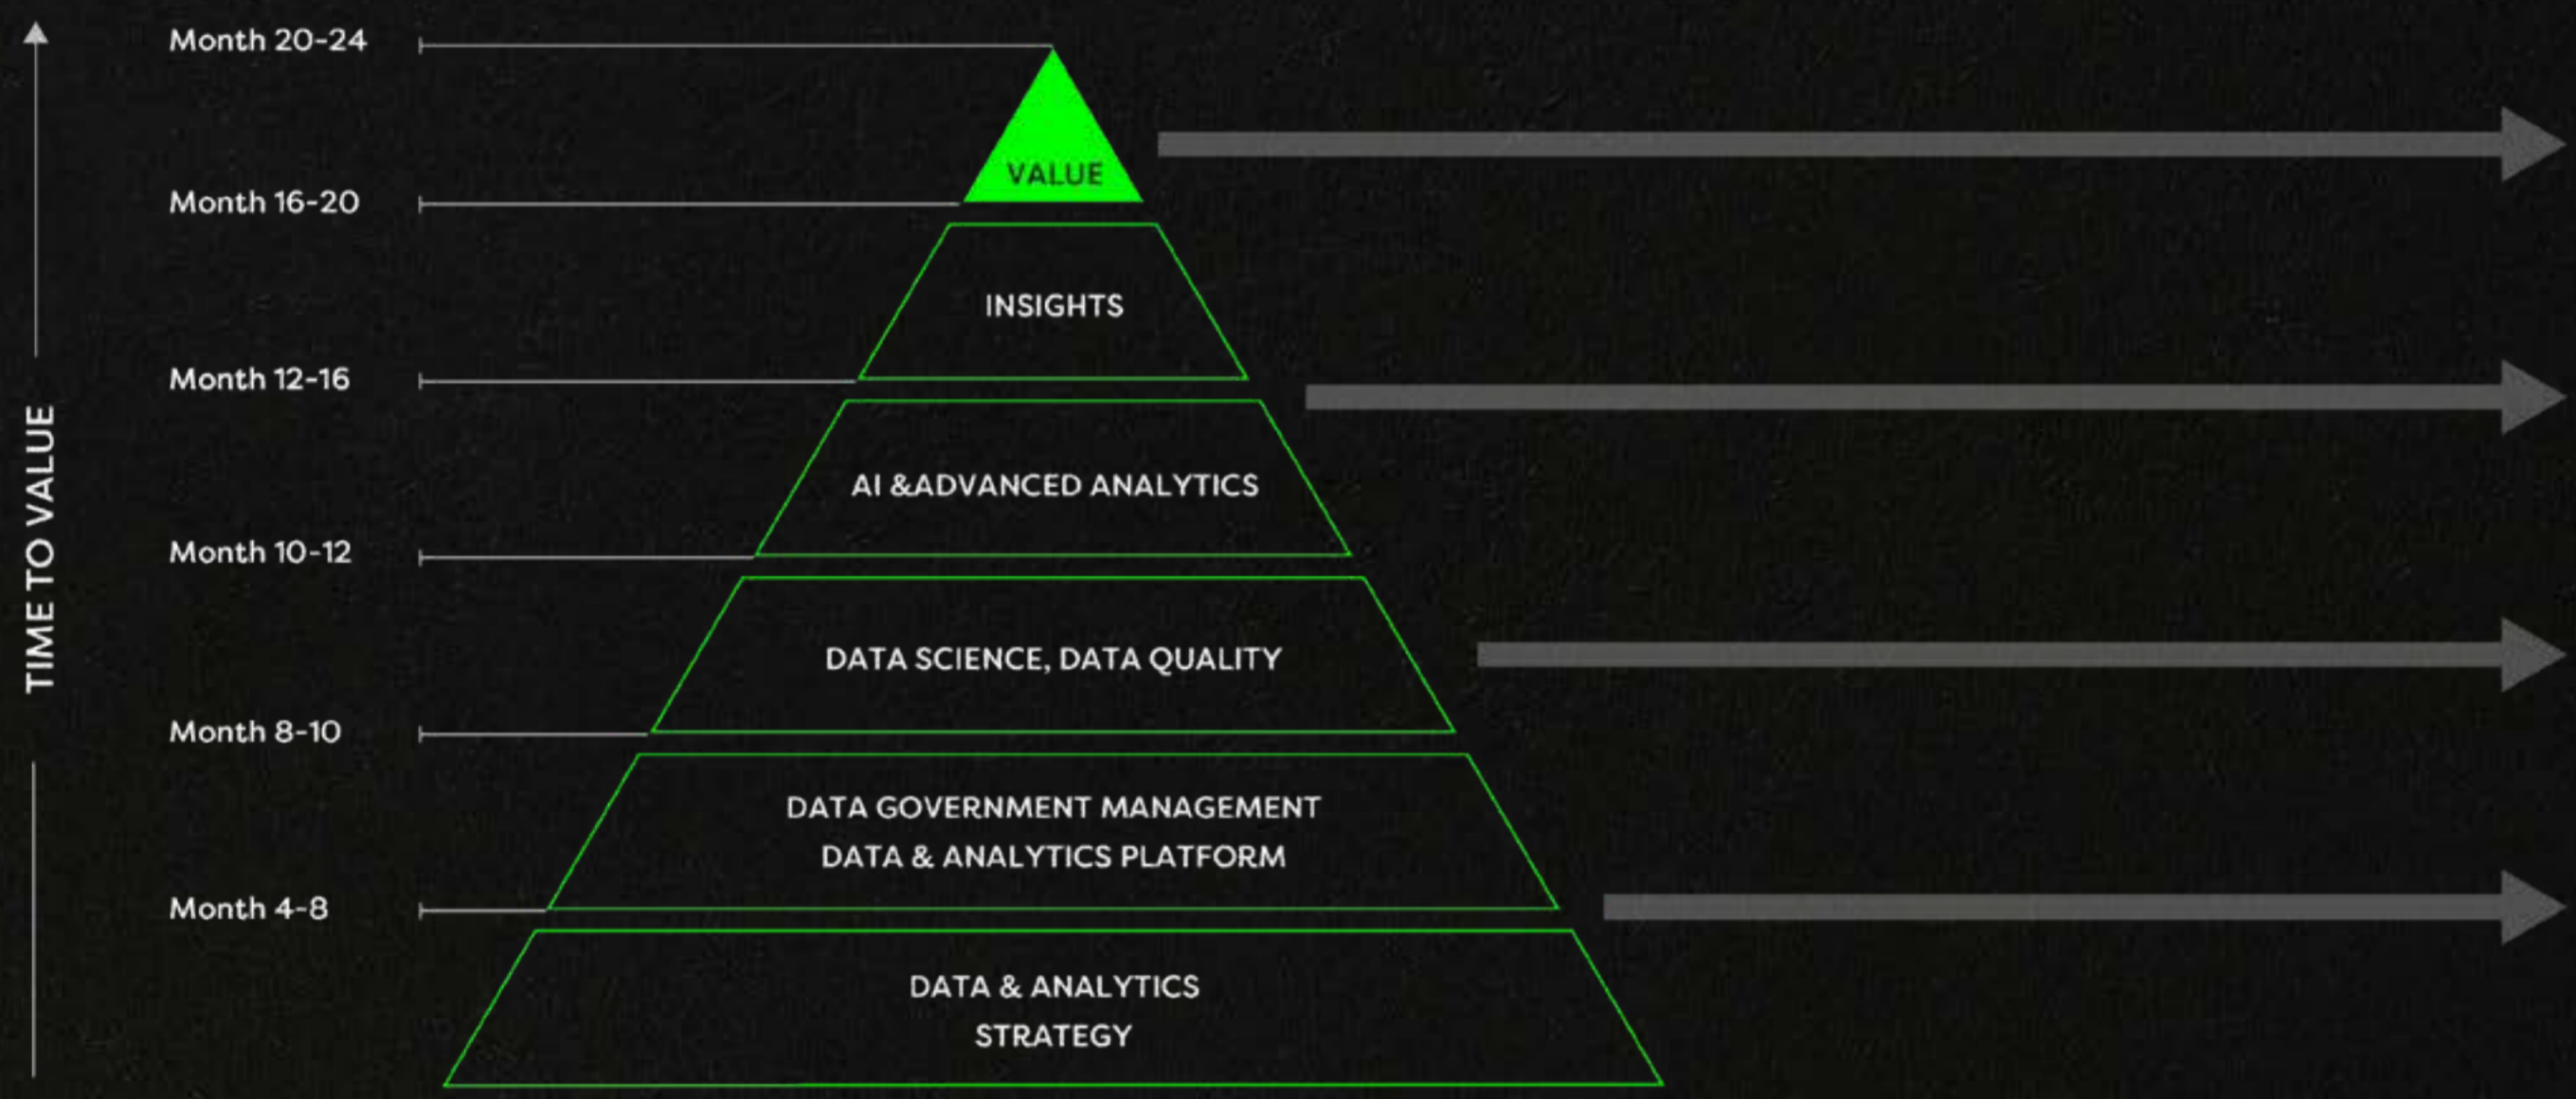 Month 20-24
VALUE
Month 16-20
INSIGHTS
Month 12-16
AI &ADVANCED ANALYTICS
Month 10-12
TIME TO VALUE
DATA SCIENCE, DATA QUALITY
Month 8-10
DATA GOVERNMENT MANAGEMENT
DATA & ANALYTICS PLATFORM
Month 4-8
DATA & ANALYTICS
STRATEGY